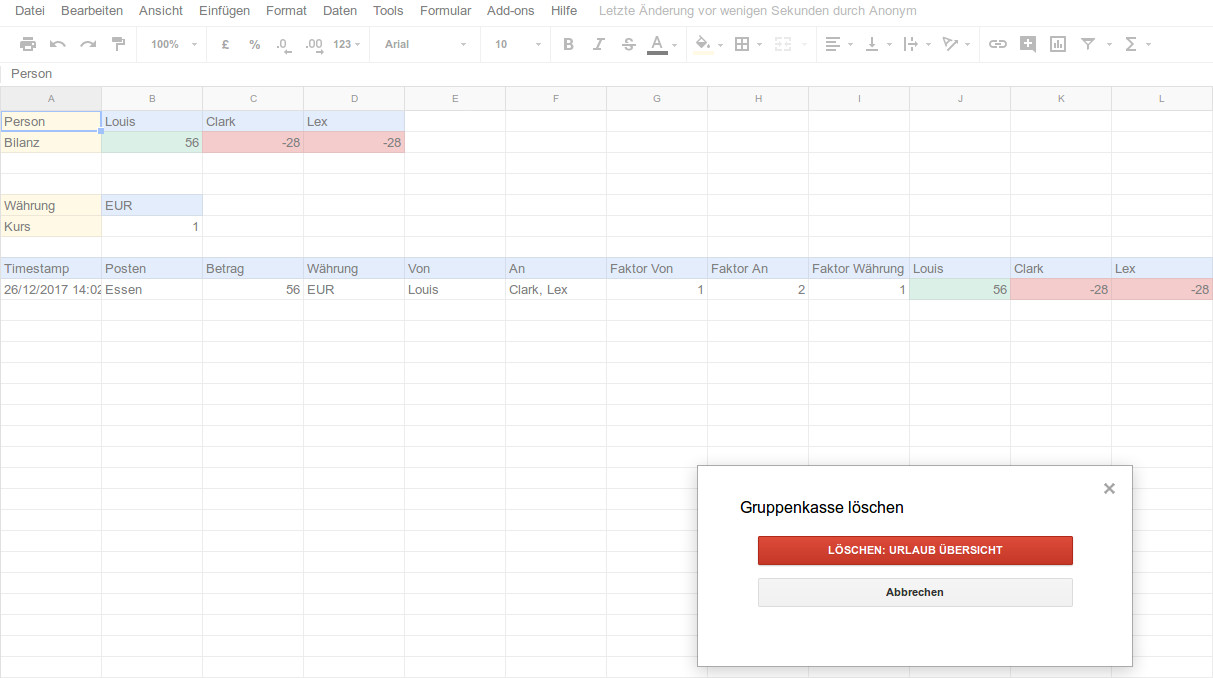 Datei Bearbeiten Ansicht Einfügen Format Daten Tools Formular Add-ons Hilfe Letzte Änderung vor wenigen Sekunden durch Anonym
100% £ % .0 .00 123 Arial 10 B I S A Σ
Person
A B C D E F G H I J K L
Person Louis Clark Lex
Bilanz 56 -28 -28
Währung EUR
Kurs 1
Timestamp Posten Betrag Währung Von An Faktor Von Faktor An Faktor Währung Louis Clark Lex
26/12/2017 14:02 Essen 56 EUR Louis Clark, Lex 1 2 1 56 -28 -28
Gruppenkasse löschen
LÖSCHEN: URLAUB ÜBERSICHT
Abbrechen